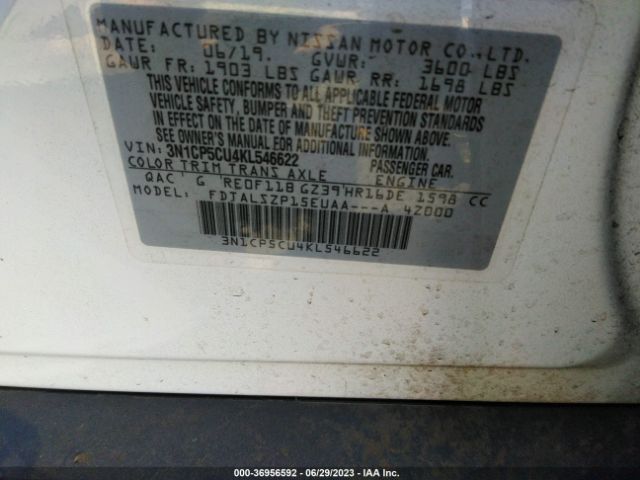 MANUFACTURED BY NISSAN MOTOR CO., LTD.
DATE: 06/19. GVWR: 3600 LBS
GAWR FR: 1903 LBS GAWR RR: 1698 LBS
THIS VEHICLE CONFORMS TO ALL APPLICABLE FEDERAL MOTOR
VEHICLE SAFETY, BUMPER AND THEFT PREVENTION STANDARDS
IN EFFECT ON THE DATE OF MANUFACTURE SHOWN ABOVE.
SEE OWNER'S MANUAL FOR ADDITIONAL INFORMATION.
VIN: 3N1CP5CU4KL546622 PASSENGER CAR.
COLOR TRIM TRANS AXLE ENGINE
QAC G RE0F11B GZ39 HR16DE 1598 CC
MODEL: FDTALSZP15EUAA---A 4Z000
3N1CP5CU4KL546622
000-36956592 - 06/29/2023 - IAA Inc.